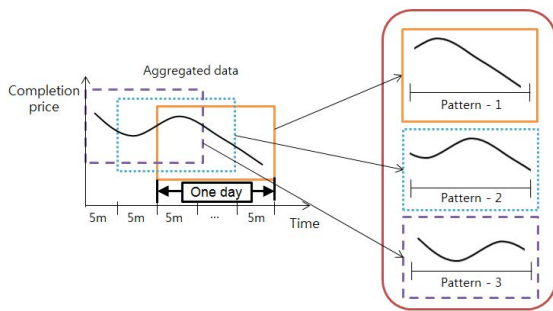 Aggregated data
Completion
price
One day
5m 5m 5m ... 5m Time
Pattern - 1
Pattern - 2
Pattern - 3